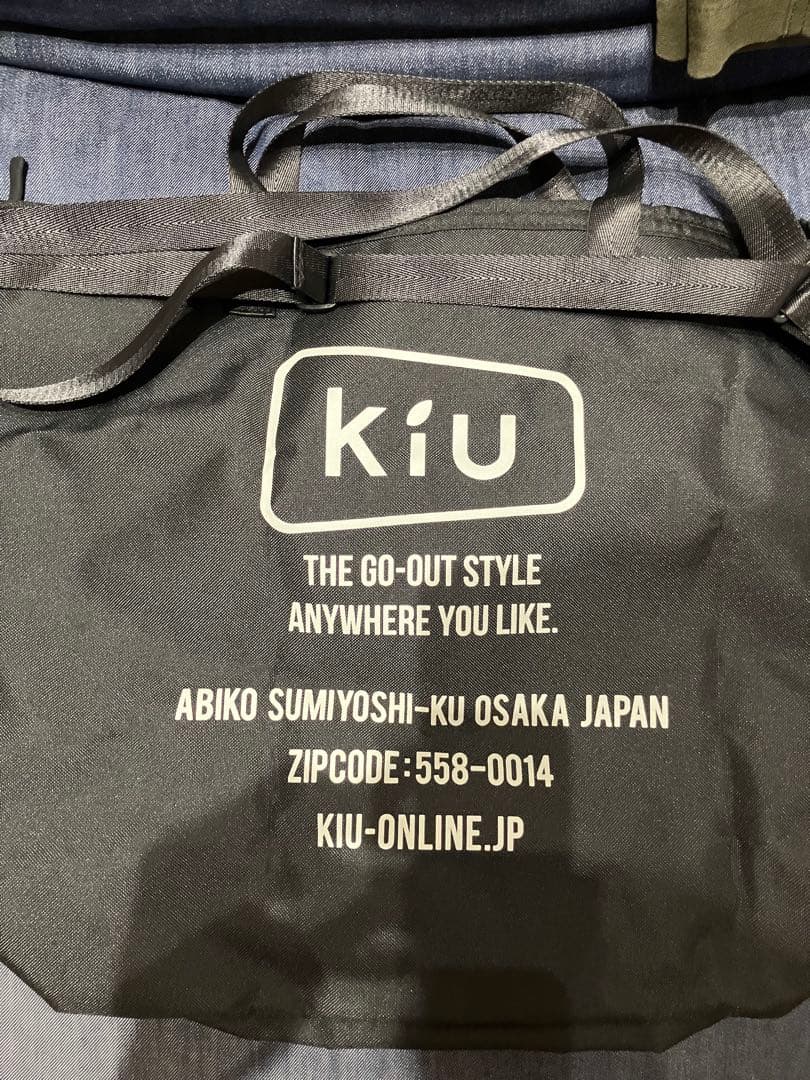 kiu
THE GO-OUT STYLE
ANYWHERE YOU LIKE.
ABIKO SUMIYOSHI-KU OSAKA JAPAN
ZIPCODE:558-0014
KIU-ONLINE.JP